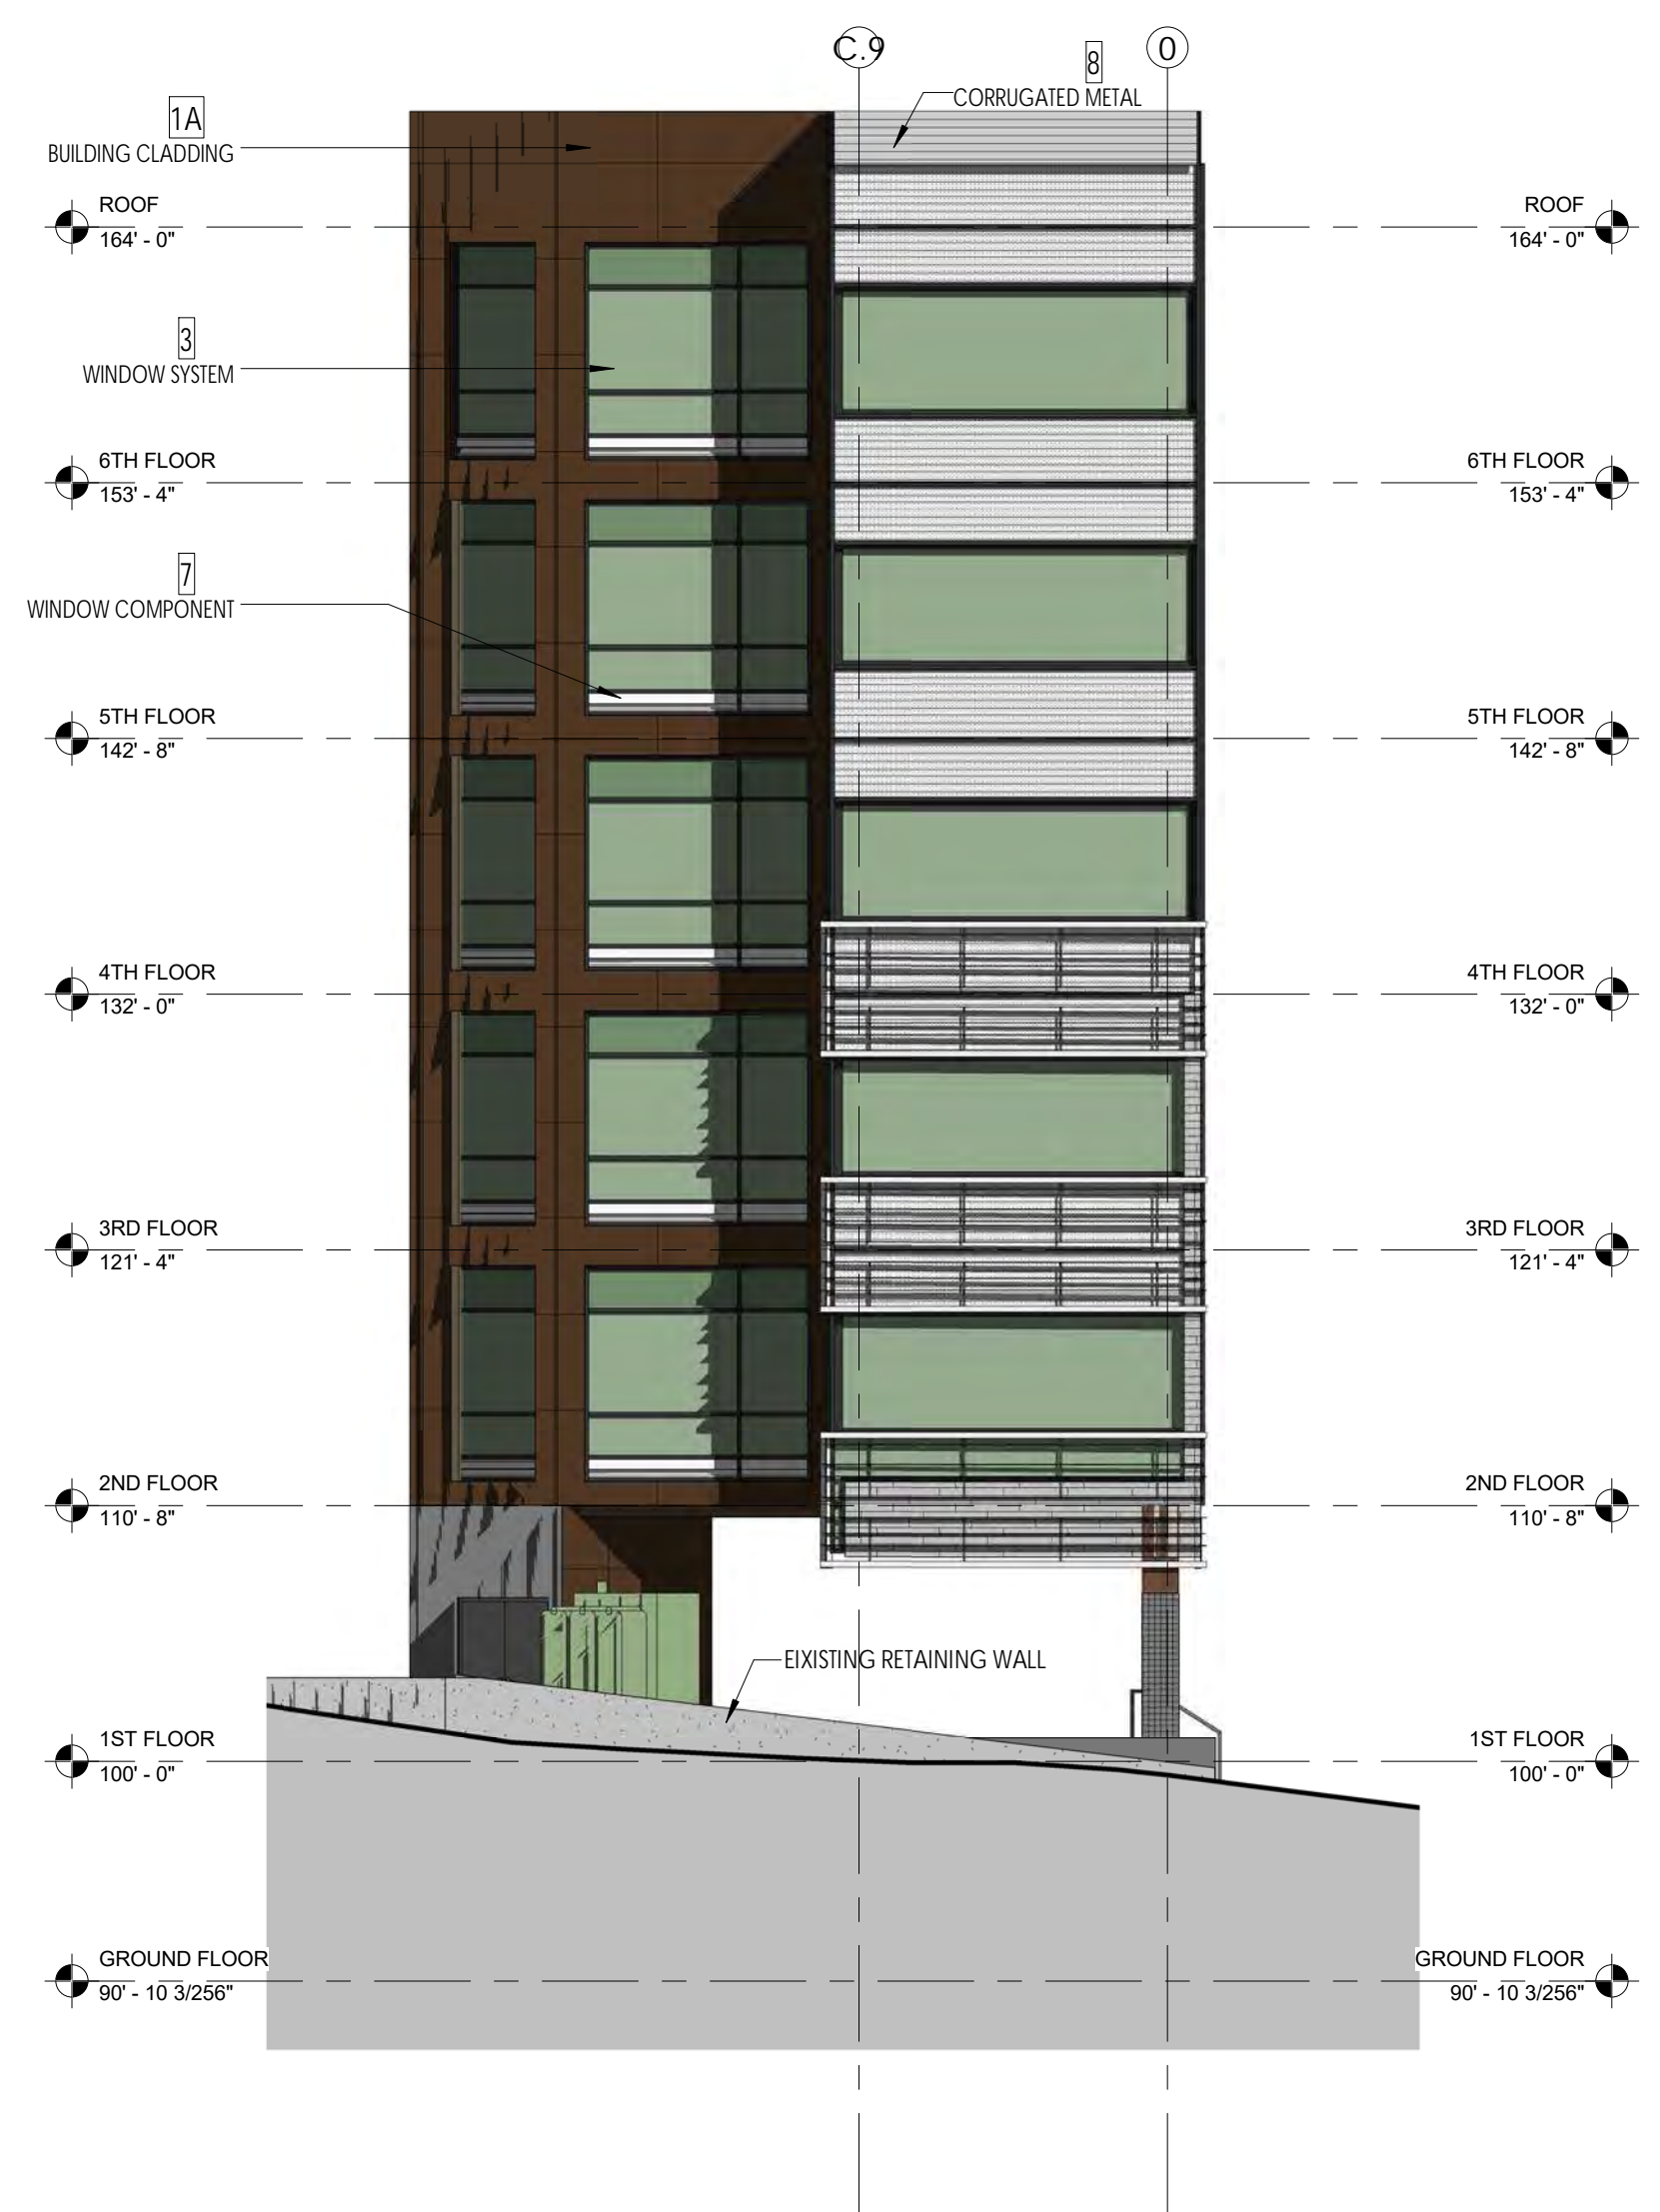 C.9
0
8
CORRUGATED METAL
1A
BUILDING CLADDING
ROOF
164' - 0"
ROOF
164' - 0"
3
WINDOW SYSTEM
6TH FLOOR
153' - 4"
6TH FLOOR
153' - 4"
7
WINDOW COMPONENT
5TH FLOOR
142' - 8"
5TH FLOOR
142' - 8"
4TH FLOOR
132' - 0"
4TH FLOOR
132' - 0"
3RD FLOOR
121' - 4"
3RD FLOOR
121' - 4"
2ND FLOOR
110' - 8"
2ND FLOOR
110' - 8"
EIXISTING RETAINING WALL
1ST FLOOR
100' - 0"
1ST FLOOR
100' - 0"
GROUND FLOOR
90' - 10 3/256"
GROUND FLOOR
90' - 10 3/256"